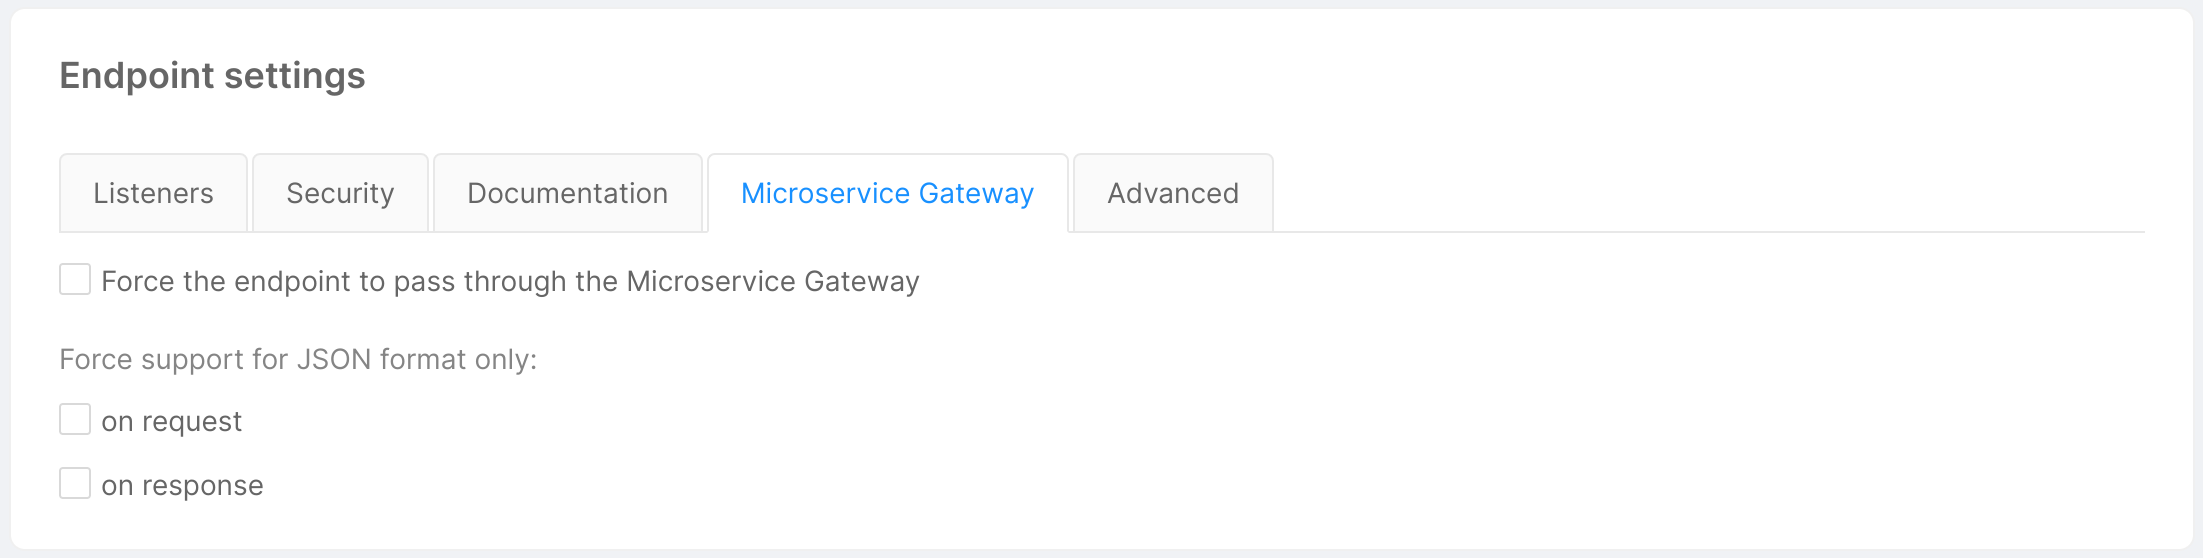 Endpoint settings
Listeners Security Documentation Microservice Gateway Advanced
Force the endpoint to pass through the Microservice Gateway
Force support for JSON format only:
on request
on response